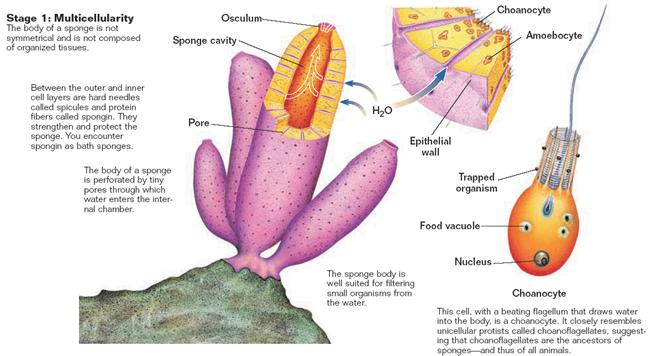 Stage 1: Multicellularity
The body of a sponge is not
symmetrical and is not composed
of organized tissues.
Between the outer and inner
cell layers are hard needles
called spicules and protein
fibers called spongin. They
strengthen and protect the
sponge. You encounter
spongin as bath sponges.
The body of a sponge
is perforated by tiny
pores through which
water enters the inter-
nal chamber.
Osculum
Sponge cavity
Pore
H₂O
Choanocyte
Amoebocyte
Epithelial
wall
Trapped
organism
Food vacuole
Nucleus
Choanocyte
The sponge body is
well suited for filtering
small organisms from
the water.
This cell, with a beating flagellum that draws water
into the body, is a choanocyte. It closely resembles
unicellular protists called choanoflagellates, suggest-
ing that choanoflagellates are the ancestors of
sponges—and thus of all animals.